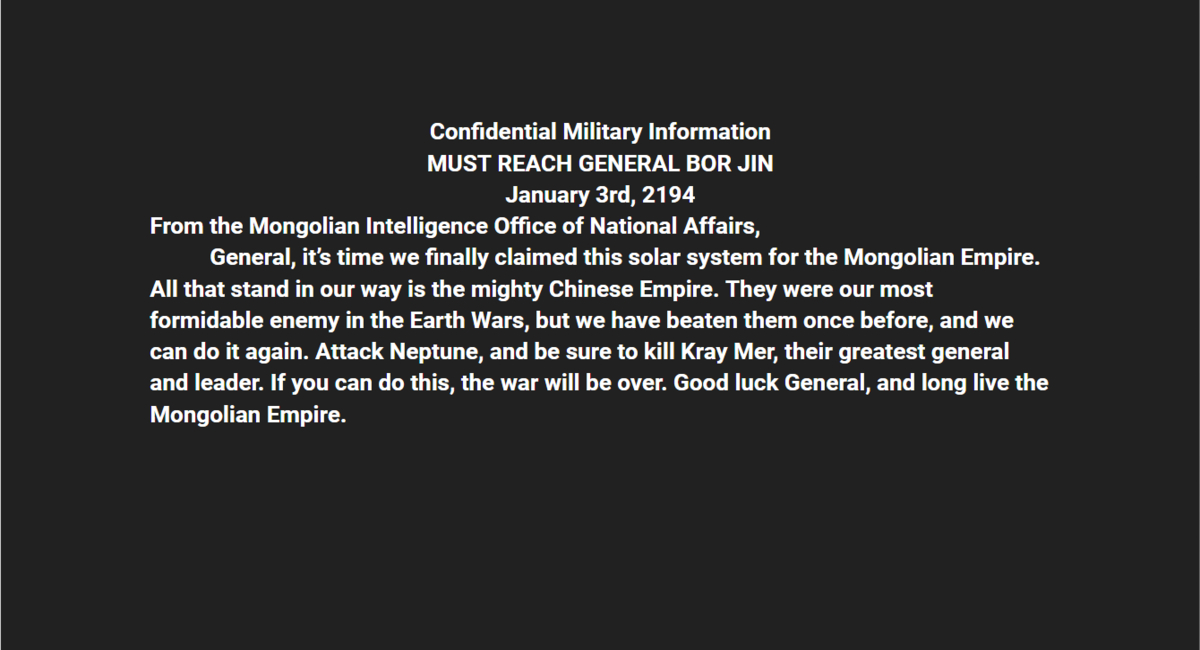 Confidential Military Information
MUST REACH GENERAL BOR JIN
January 3rd, 2194
From the Mongolian Intelligence Office of National Affairs,
General, it’s time we finally claimed this solar system for the Mongolian Empire.
All that stand in our way is the mighty Chinese Empire. They were our most
formidable enemy in the Earth Wars, but we have beaten them once before, and we
can do it again. Attack Neptune, and be sure to kill Kray Mer, their greatest general
and leader. If you can do this, the war will be over. Good luck General, and long live the
Mongolian Empire.